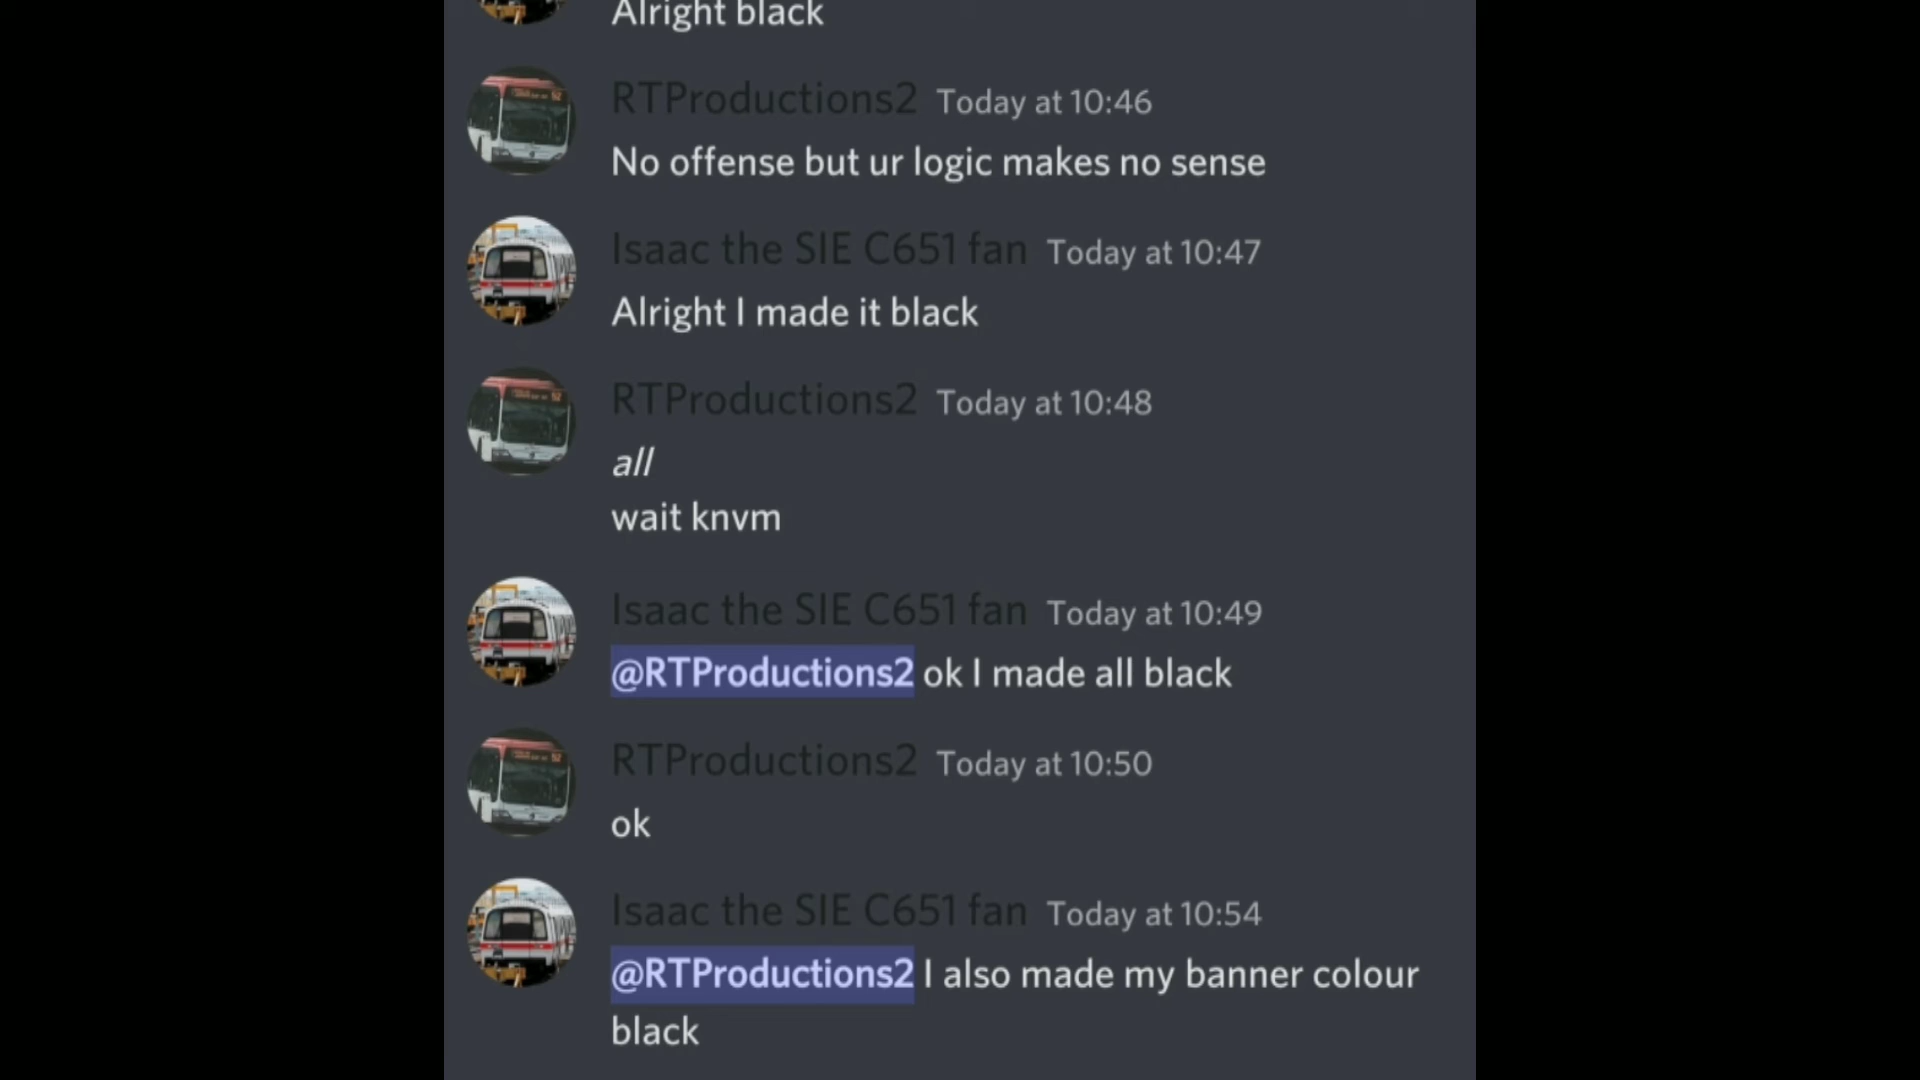 Alright black
RTProductions2 Today at 10:46
No offense but ur logic makes no sense
Isaac the SIE C651 fan Today at 10:47
Alright I made it black
RTProductions2 Today at 10:48
all
wait knvm
Isaac the SIE C651 fan Today at 10:49
@RTProductions2 ok I made all black
RTProductions2 Today at 10:50
ok
Isaac the SIE C651 fan Today at 10:54
@RTProductions2 I also made my banner colour
black